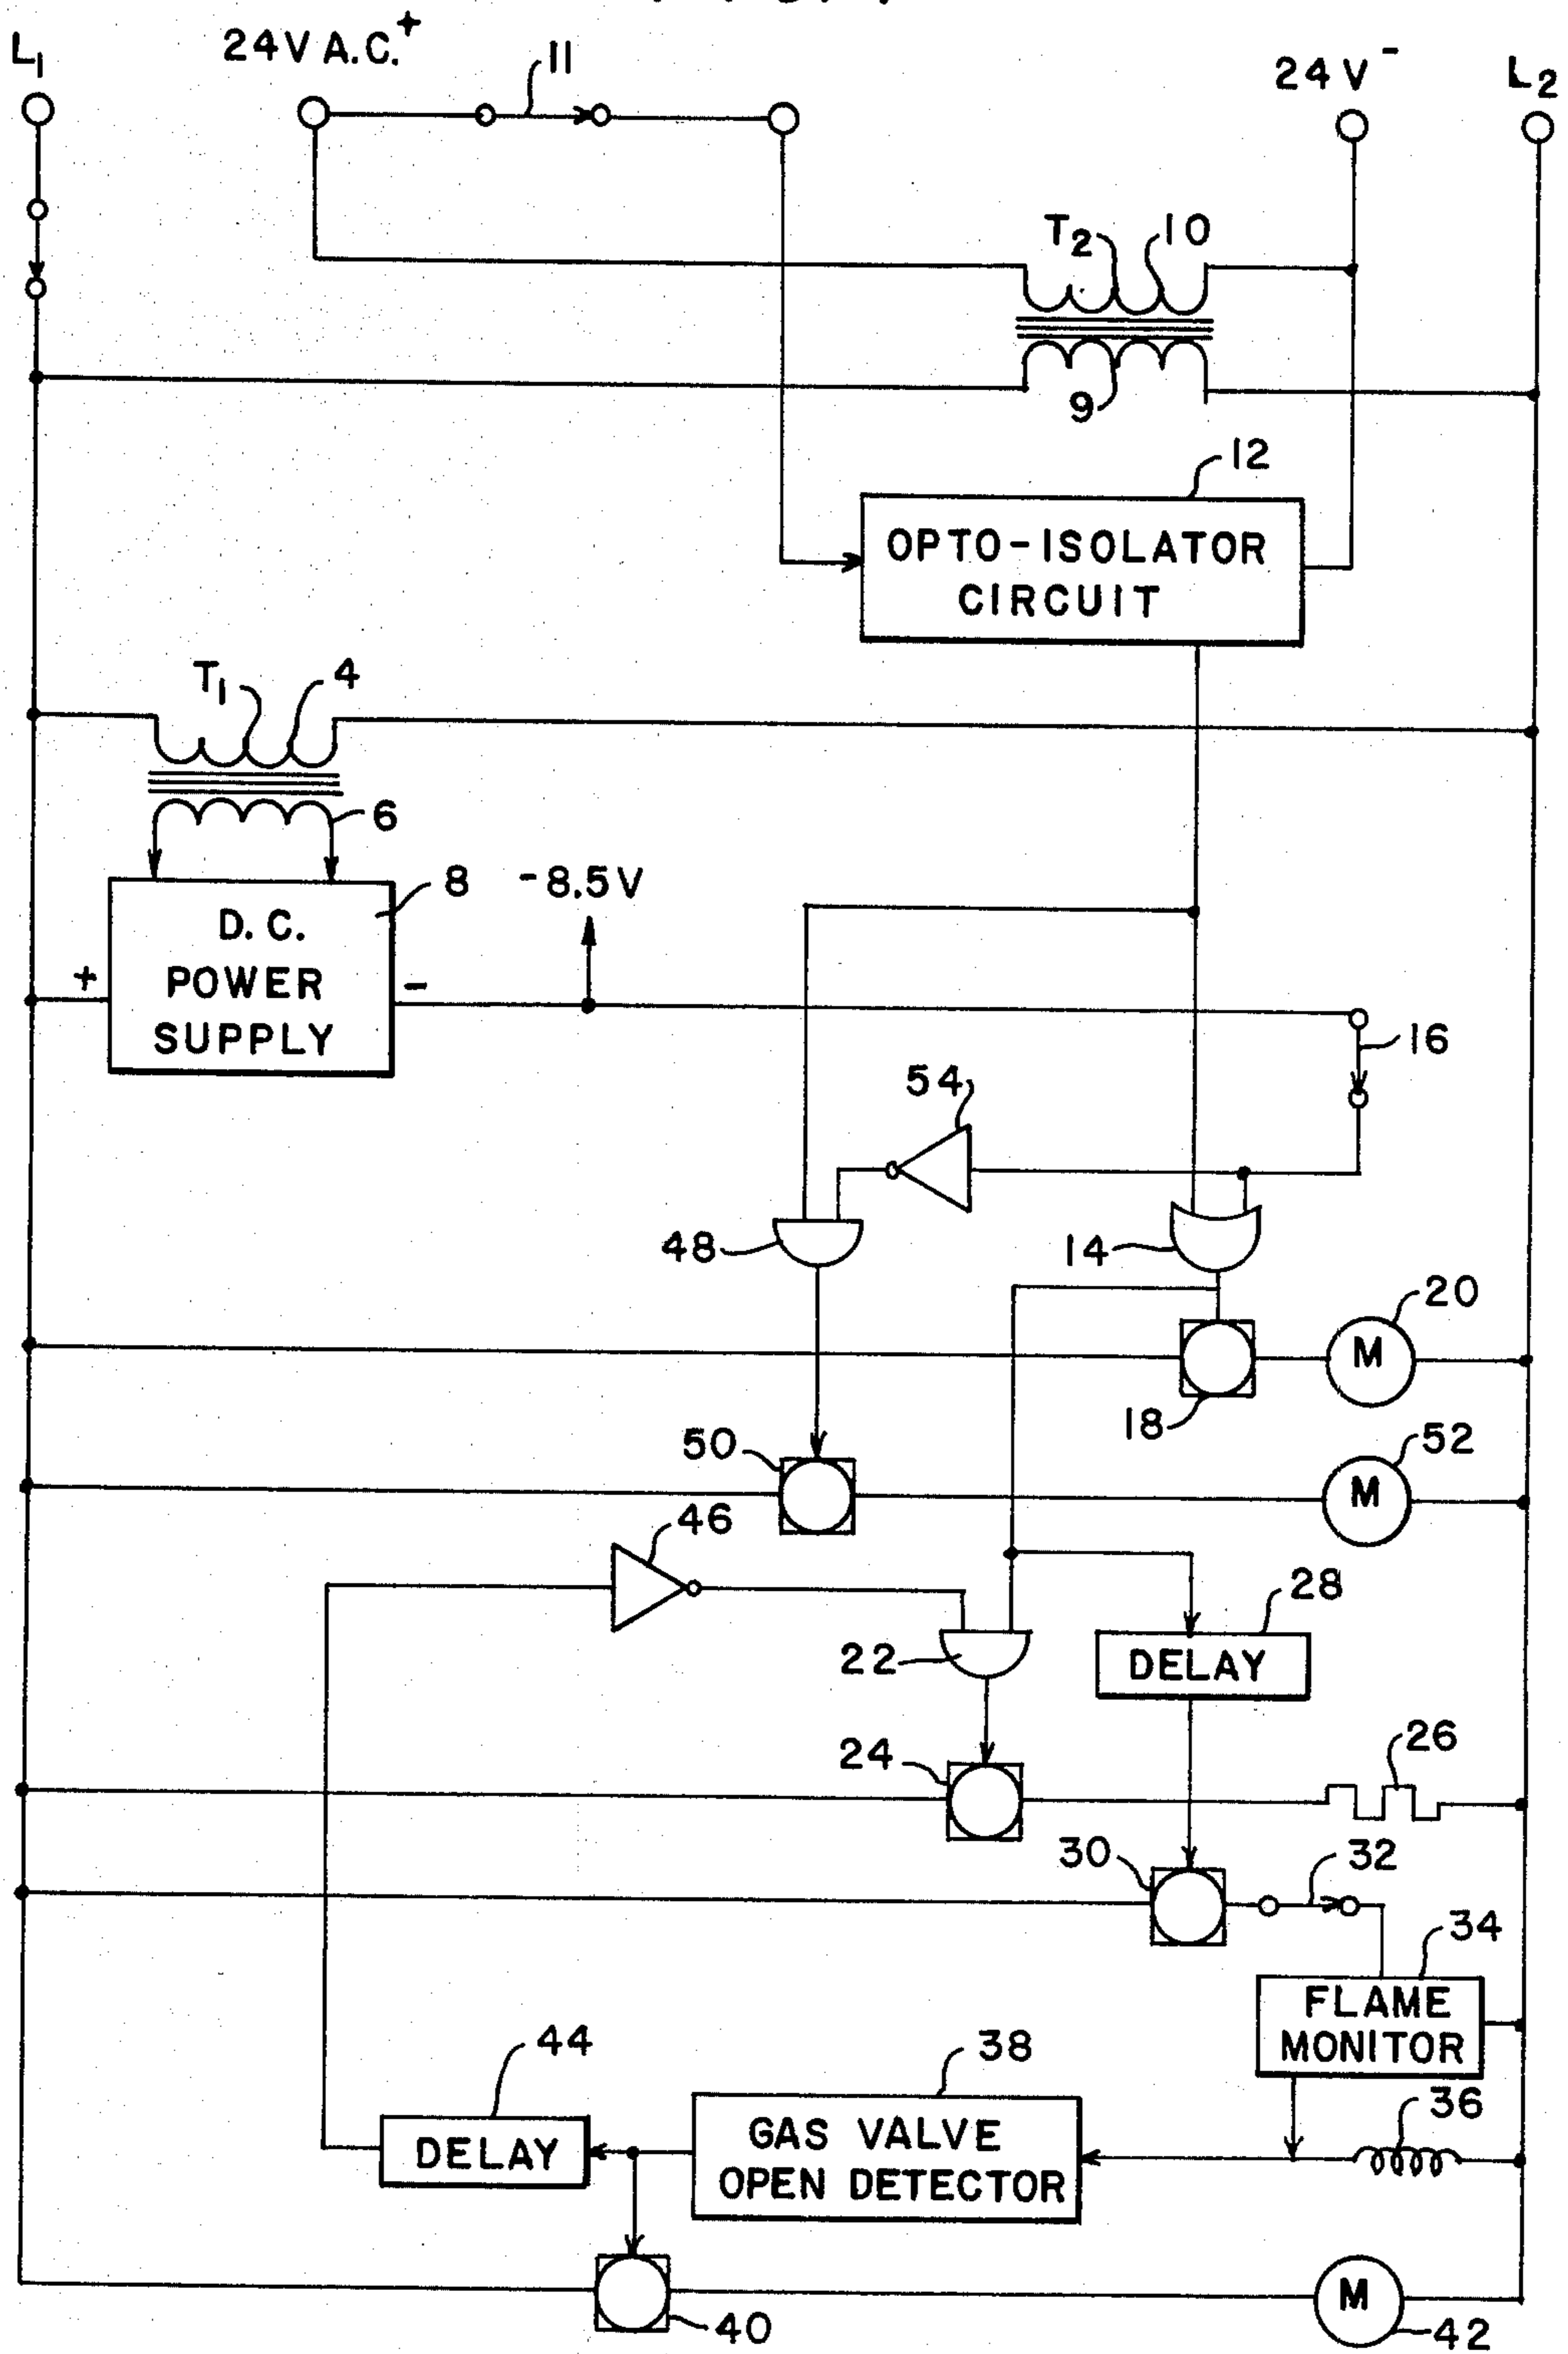 L1
24V A.C.+
11
24V-
L2
T2
10
9
12
OPTO-ISOLATOR
CIRCUIT
T1
4
6
8
-8.5V
D.C.
POWER
SUPPLY
+
-
16
54
48
14
20
M
18
50
52
M
46
28
22
DELAY
24
26
30
32
34
FLAME
MONITOR
44
38
36
GAS VALVE
OPEN DETECTOR
DELAY
M
40
42